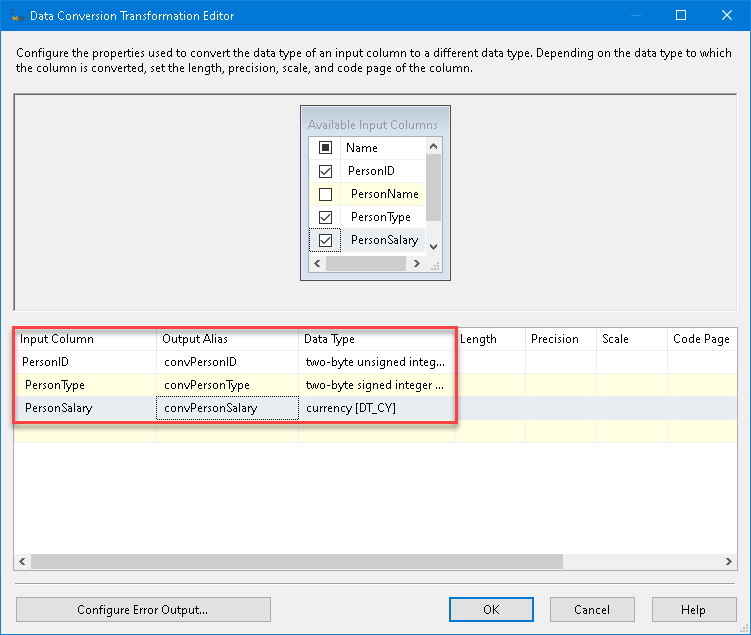 Data Conversion Transformation Editor
Configure the properties used to convert the data type of an input column to a different data type. Depending on the data type to which
the column is converted, set the length, precision, scale, and code page of the column.
Available Input Columns
Name
PersonID
PersonName
PersonType
PersonSalary
Input Column Output Alias Data Type Length Precision Scale Code Page
PersonID convPersonID two-byte unsigned integ...
PersonType convPersonType two-byte signed integer ...
PersonSalary convPersonSalary currency [DT_CY]
Configure Error Output... OK Cancel Help